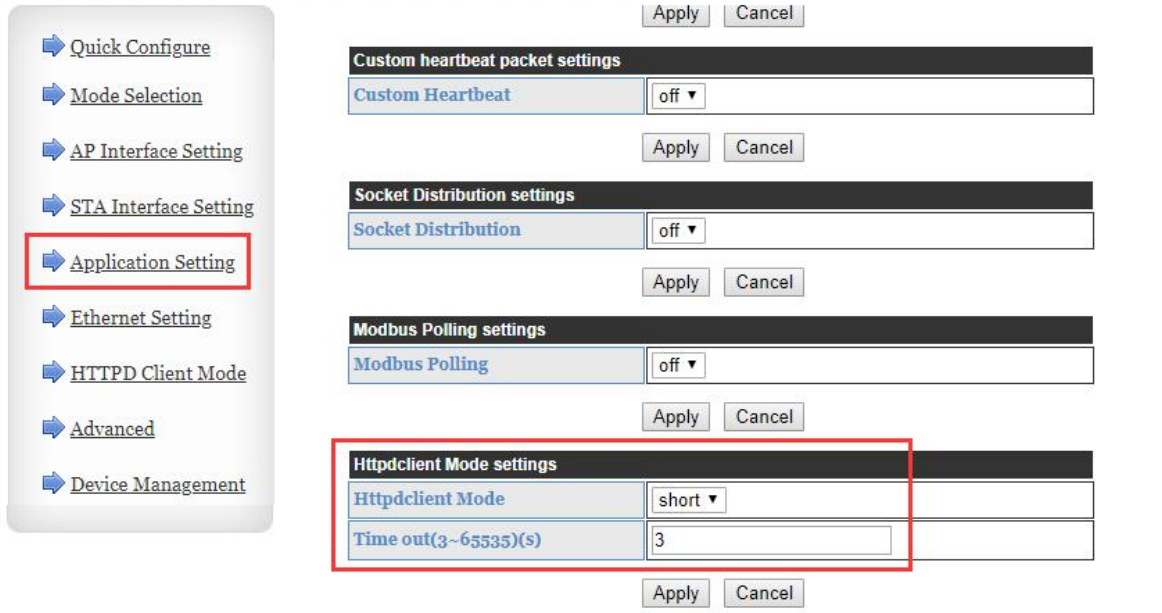 Quick Configure
Mode Selection
AP Interface Setting
STA Interface Setting
Application Setting
Ethernet Setting
HTTPD Client Mode
Advanced
Device Management
Apply Cancel
Custom heartbeat packet settings
Custom Heartbeat off
Apply Cancel
Socket Distribution settings
Socket Distribution off
Apply Cancel
Modbus Polling settings
Modbus Polling off
Apply Cancel
Httpdclient Mode settings
Httpdclient Mode short
Time out(3~65535)(s) 3
Apply Cancel